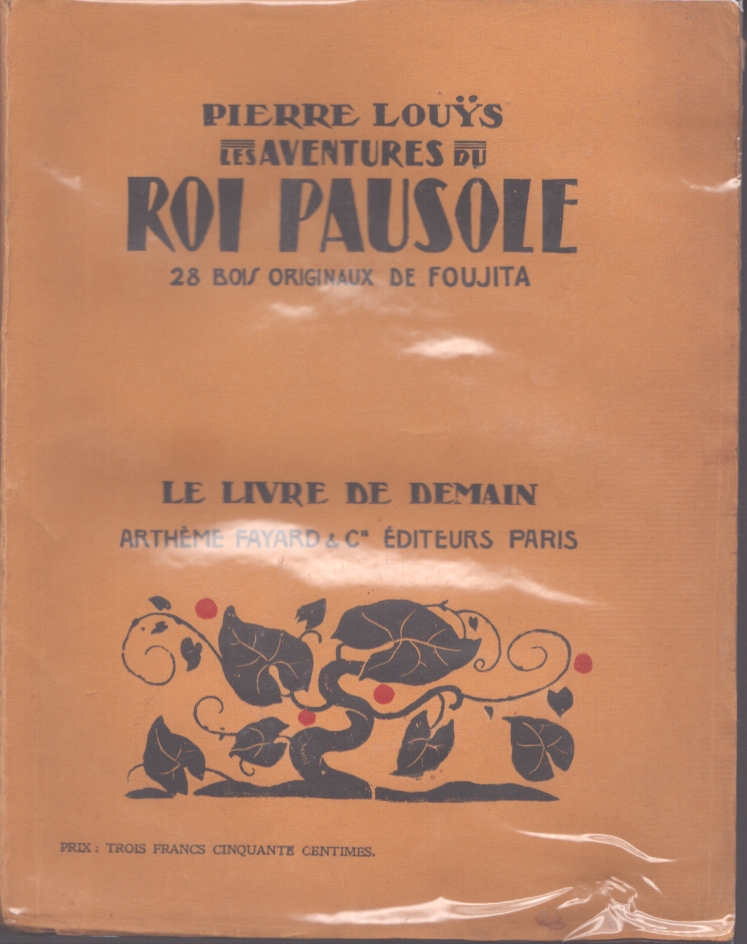 PIERRE LOUŸS
LES AVENTURES DU
ROI PAUSOLE
28 BOIS ORIGINAUX DE FOUJITA
LE LIVRE DE DEMAIN
ARTHÈME FAYARD & Cie ÉDITEURS PARIS
PRIX : TROIS FRANCS CINQUANTE CENTIMES.